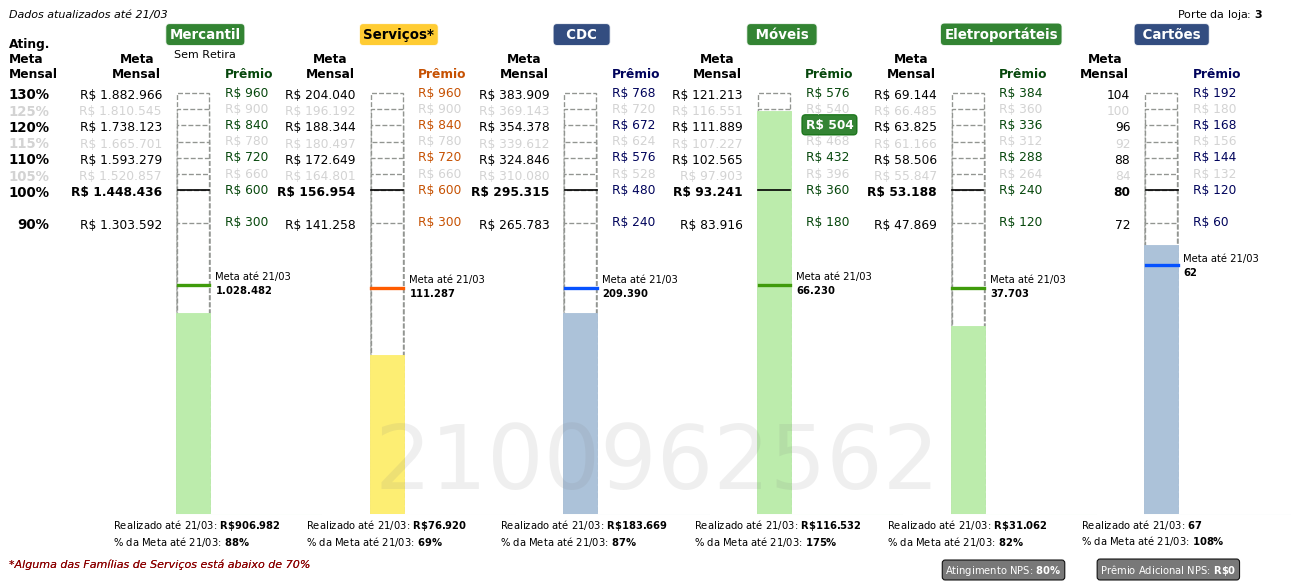 Dados atualizados até 21/03
Porte da loja: 3
Mercantil Serviços* CDC Móveis Eletroportáteis Cartões
Sem Retira
Ating. Meta Mensal
Meta Mensal Prêmio Meta Mensal Prêmio Meta Mensal Prêmio Meta Mensal Prêmio Meta Mensal Prêmio Meta Mensal Prêmio
130% R$ 1.882.966 R$ 960 R$ 204.040 R$ 960 R$ 383.909 R$ 768 R$ 121.213 R$ 576 R$ 69.144 R$ 384 104 R$ 192
125% R$ 1.810.545 R$ 900 R$ 196.192 R$ 900 R$ 369.143 R$ 720 R$ 116.551 R$ 540 R$ 66.485 R$ 360 100 R$ 180
120% R$ 1.738.123 R$ 840 R$ 188.344 R$ 840 R$ 354.378 R$ 672 R$ 111.889 R$ 504 R$ 63.825 R$ 336 96 R$ 168
115% R$ 1.665.701 R$ 780 R$ 180.497 R$ 780 R$ 339.612 R$ 624 R$ 107.227 R$ 468 R$ 61.166 R$ 312 92 R$ 156
110% R$ 1.593.279 R$ 720 R$ 172.649 R$ 720 R$ 324.846 R$ 576 R$ 102.565 R$ 432 R$ 58.506 R$ 288 88 R$ 144
105% R$ 1.520.857 R$ 660 R$ 164.801 R$ 660 R$ 310.080 R$ 528 R$ 97.903 R$ 396 R$ 55.847 R$ 264 84 R$ 132
100% R$ 1.448.436 R$ 600 R$ 156.954 R$ 600 R$ 295.315 R$ 480 R$ 93.241 R$ 360 R$ 53.188 R$ 240 80 R$ 120
90% R$ 1.303.592 R$ 300 R$ 141.258 R$ 300 R$ 265.783 R$ 240 R$ 83.916 R$ 180 R$ 47.869 R$ 120 72 R$ 60
Meta até 21/03 Meta até 21/03 Meta até 21/03 Meta até 21/03 Meta até 21/03 Meta até 21/03
1.028.482 111.287 209.390 66.230 37.703 62
2100962562
Realizado até 21/03: R$906.982 Realizado até 21/03: R$76.920 Realizado até 21/03: R$183.669 Realizado até 21/03: R$116.532 Realizado até 21/03: R$31.062 Realizado até 21/03: 67
% da Meta até 21/03: 88% % da Meta até 21/03: 69% % da Meta até 21/03: 87% % da Meta até 21/03: 175% % da Meta até 21/03: 82% % da Meta até 21/03: 108%
*Alguma das Famílias de Serviços está abaixo de 70%
Atingimento NPS: 80% Prêmio Adicional NPS: R$0